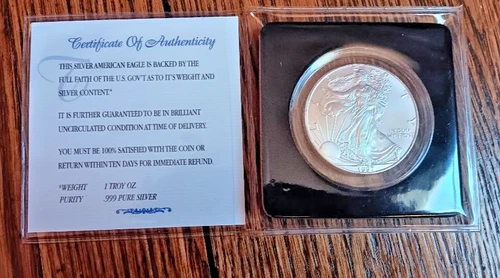 Certificate Of Authenticity
THIS SILVER AMERICAN EAGLE IS BACKED BY THE
FULL FAITH OF THE U.S. GOV'T AS TO IT'S WEIGHT AND
SILVER CONTENT*
IT IS FURTHER GUARANTEED TO BE IN BRILLIANT
UNCIRCULATED CONDITION AT TIME OF DELIVERY.
YOU MUST BE 100% SATISFIED WITH THE COIN OR
RETURN WITHIN TEN DAYS FOR IMMEDIATE REFUND.
*WEIGHT 1 TROY OZ.
PURITY .999 PURE SILVER